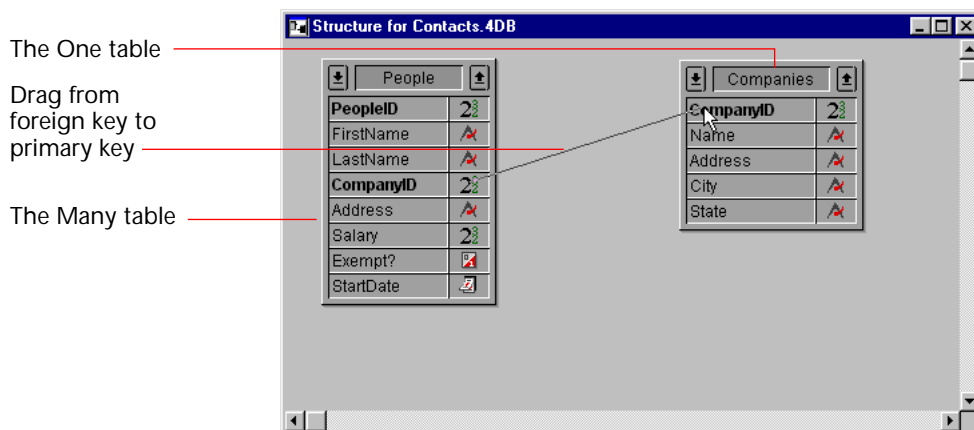 Structure for Contacts.4DB
The One table
Drag from
foreign key to
primary key
The Many table
People
PeopleID
FirstName
LastName
CompanyID
Address
Salary
Exempt?
StartDate
Companies
CompanyID
Name
Address
City
State